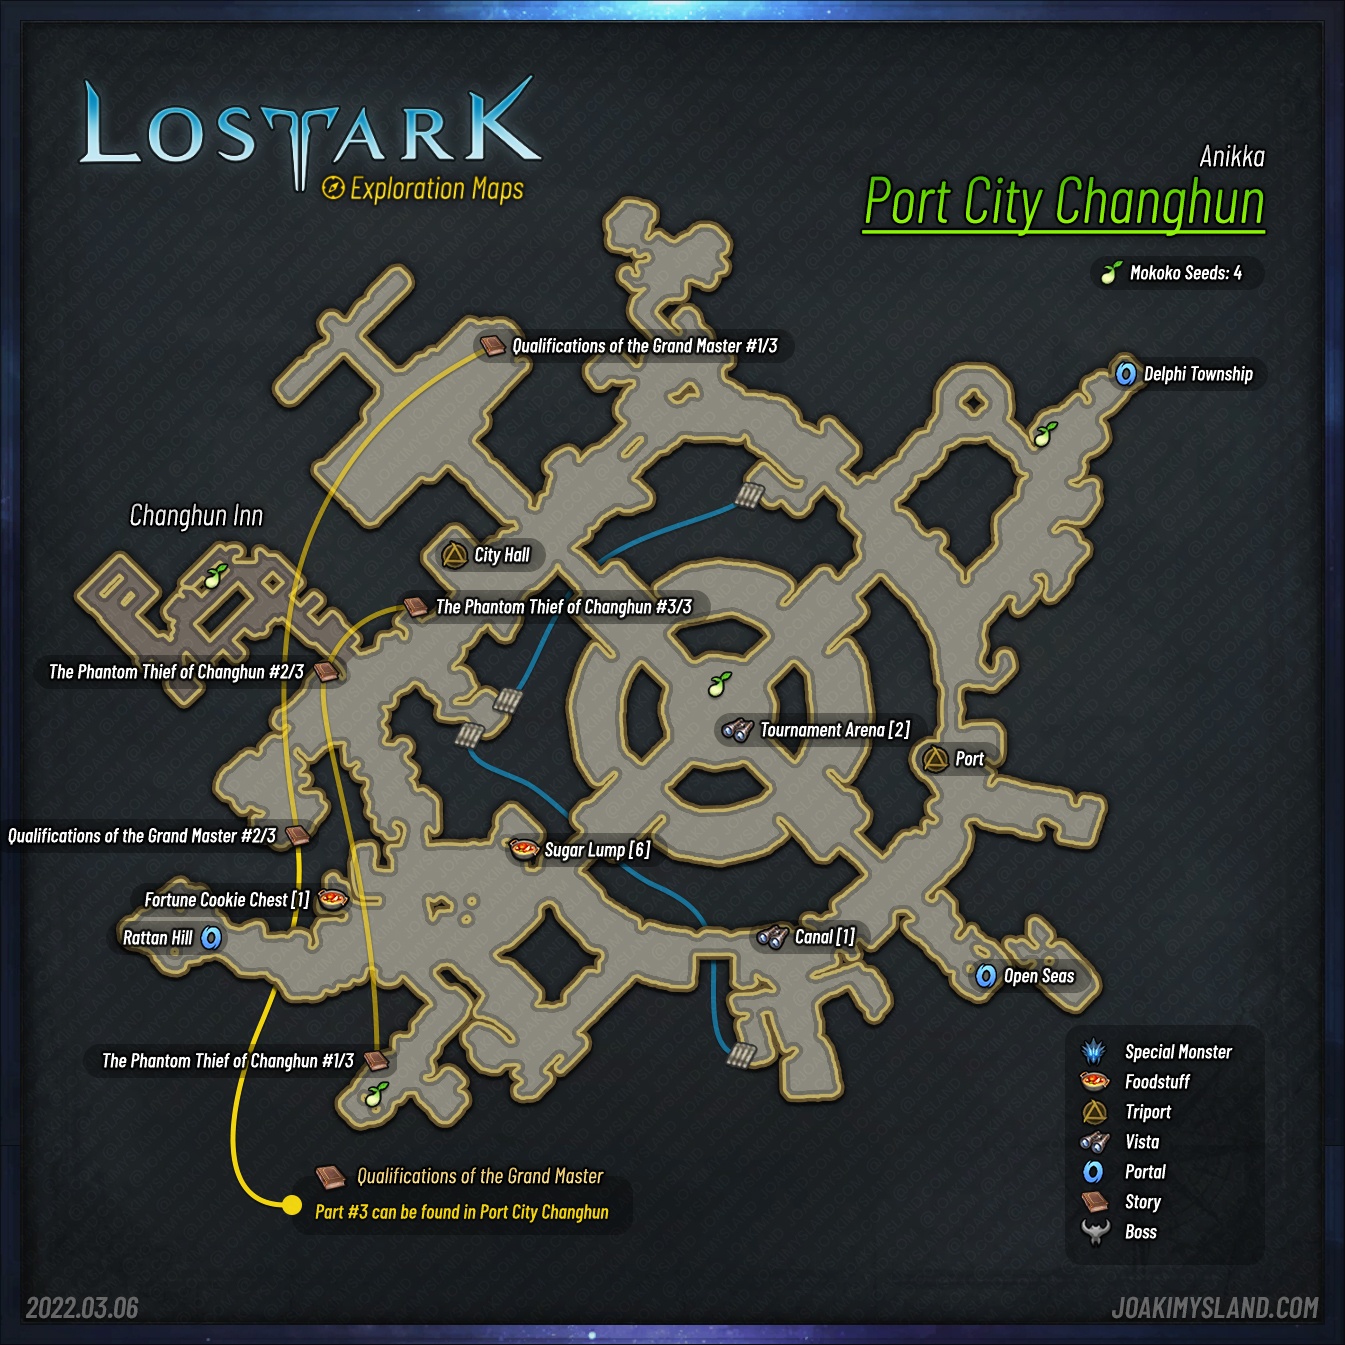 LOSTARK
Exploration Maps
Anikka
Port City Changhun
Mokoko Seeds: 4
Qualifications of the Grand Master #1/3
Delphi Township
Changhun Inn
City Hall
The Phantom Thief of Changhun #3/3
The Phantom Thief of Changhun #2/3
Tournament Arena [2]
Port
Qualifications of the Grand Master #2/3
Sugar Lump [6]
Fortune Cookie Chest [1]
Rattan Hill
Canal [1]
Open Seas
The Phantom Thief of Changhun #1/3
Special Monster
Foodstuff
Triport
Vista
Portal
Story
Boss
Qualifications of the Grand Master
Part #3 can be found in Port City Changhun
2022.03.06
JOAKIMYSLAND.COM